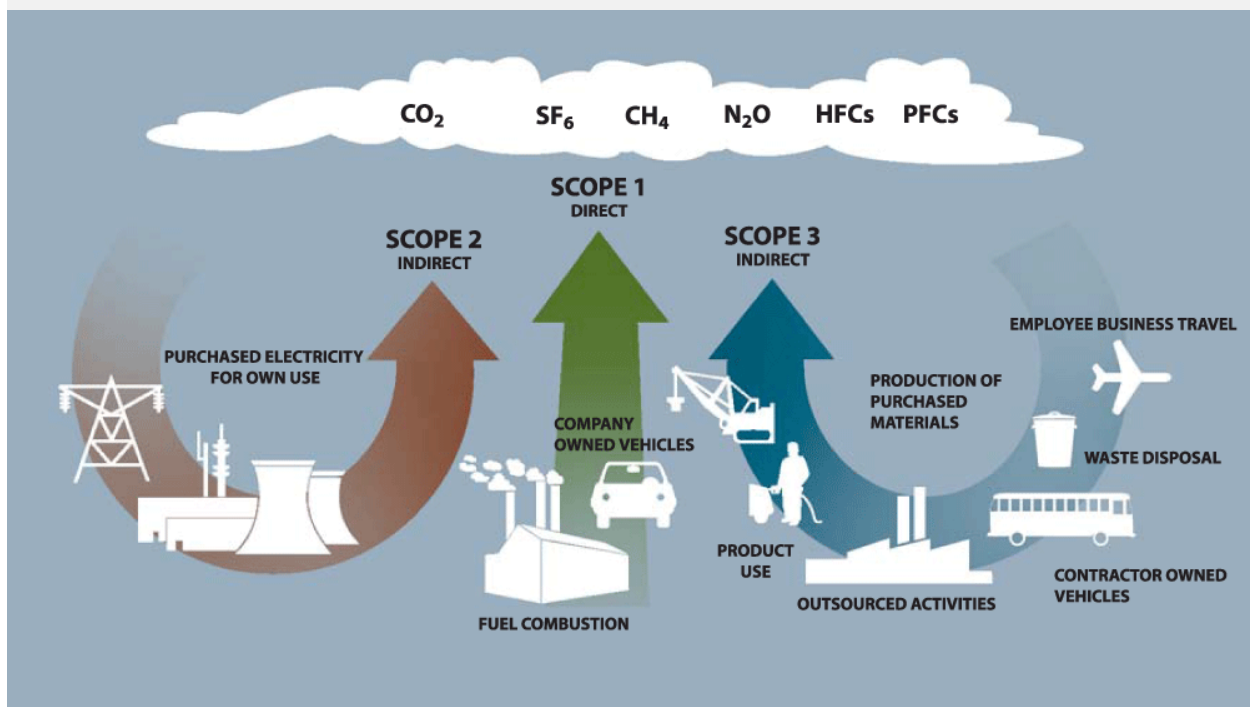 CO₂ SF₆ CH₄ N₂O HFCs PFCs
SCOPE 1
DIRECT
SCOPE 2
INDIRECT
SCOPE 3
INDIRECT
PURCHASED ELECTRICITY
FOR OWN USE
COMPANY
OWNED VEHICLES
FUEL COMBUSTION
PRODUCT
USE
PRODUCTION OF
PURCHASED
MATERIALS
OUTSOURCED ACTIVITIES
EMPLOYEE BUSINESS TRAVEL
WASTE DISPOSAL
CONTRACTOR OWNED
VEHICLES